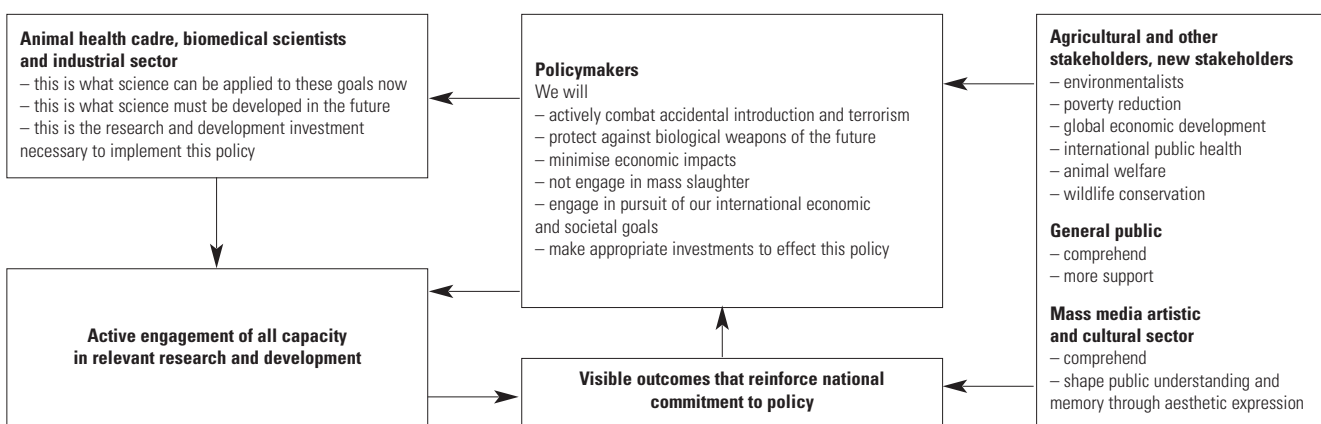 Animal health cadre, biomedical scientists
and industrial sector
– this is what science can be applied to these goals now
– this is what science must be developed in the future
– this is the research and development investment
necessary to implement this policy
Policymakers
We will
– actively combat accidental introduction and terrorism
– protect against biological weapons of the future
– minimise economic impacts
– not engage in mass slaughter
– engage in pursuit of our international economic
and societal goals
– make appropriate investments to effect this policy
Agricultural and other
stakeholders, new stakeholders
– environmentalists
– poverty reduction
– global economic development
– international public health
– animal welfare
– wildlife conservation
General public
– comprehend
– more support
Mass media artistic
and cultural sector
– comprehend
– shape public understanding and
memory through aesthetic expression
Active engagement of all capacity
in relevant research and development
Visible outcomes that reinforce national
commitment to policy